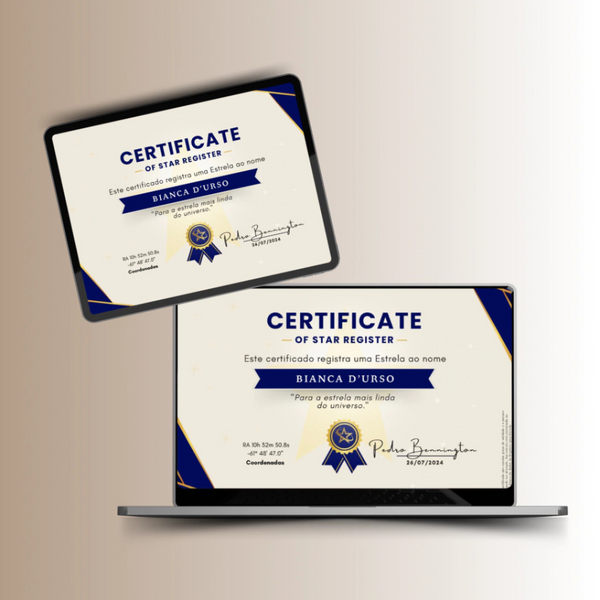 CERTIFICATE
OF STAR REGISTER
Este certificado registra uma Estrela ao nome
BIANCA D'URSO
"Para a estrela mais linda
do universo."
RA 10h 52m 50.8s
-61° 48' 47.0"
Coordenadas
Pedro Bennington
26/07/2024
CERTIFICATE
OF STAR REGISTER
Este certificado registra uma Estrela ao nome
BIANCA D'URSO
"Para a estrela mais linda
do universo."
RA 10h 52m 50.8s
-61° 48' 47.0"
Coordenadas
Pedro Bennington
26/07/2024